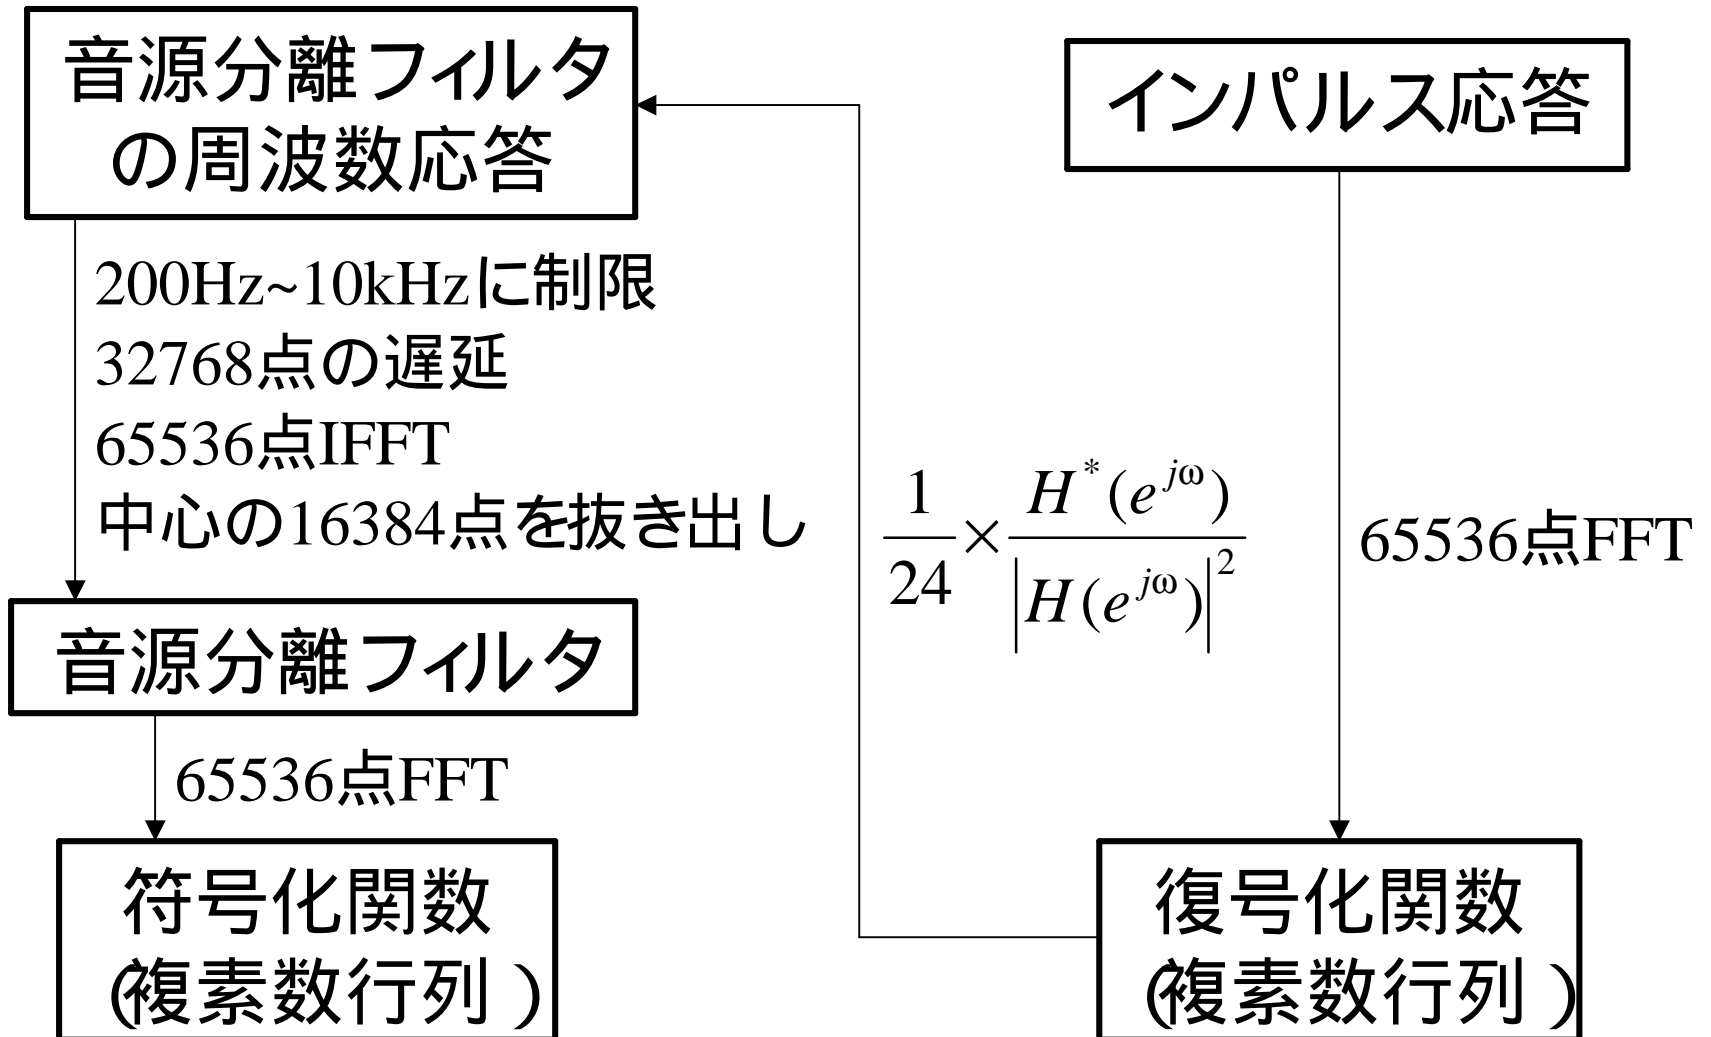 音源分離フィルタ
の周波数応答
インパルス応答
200Hz~10kHzに制限
32768点の遅延
65536点IFFT
中心の16384点を抜き出し
1/24 × H*(e^{jω}) / |H(e^{jω})|^2
65536点FFT
音源分離フィルタ
65536点FFT
符号化関数
(複素数行列)
復号化関数
(複素数行列)